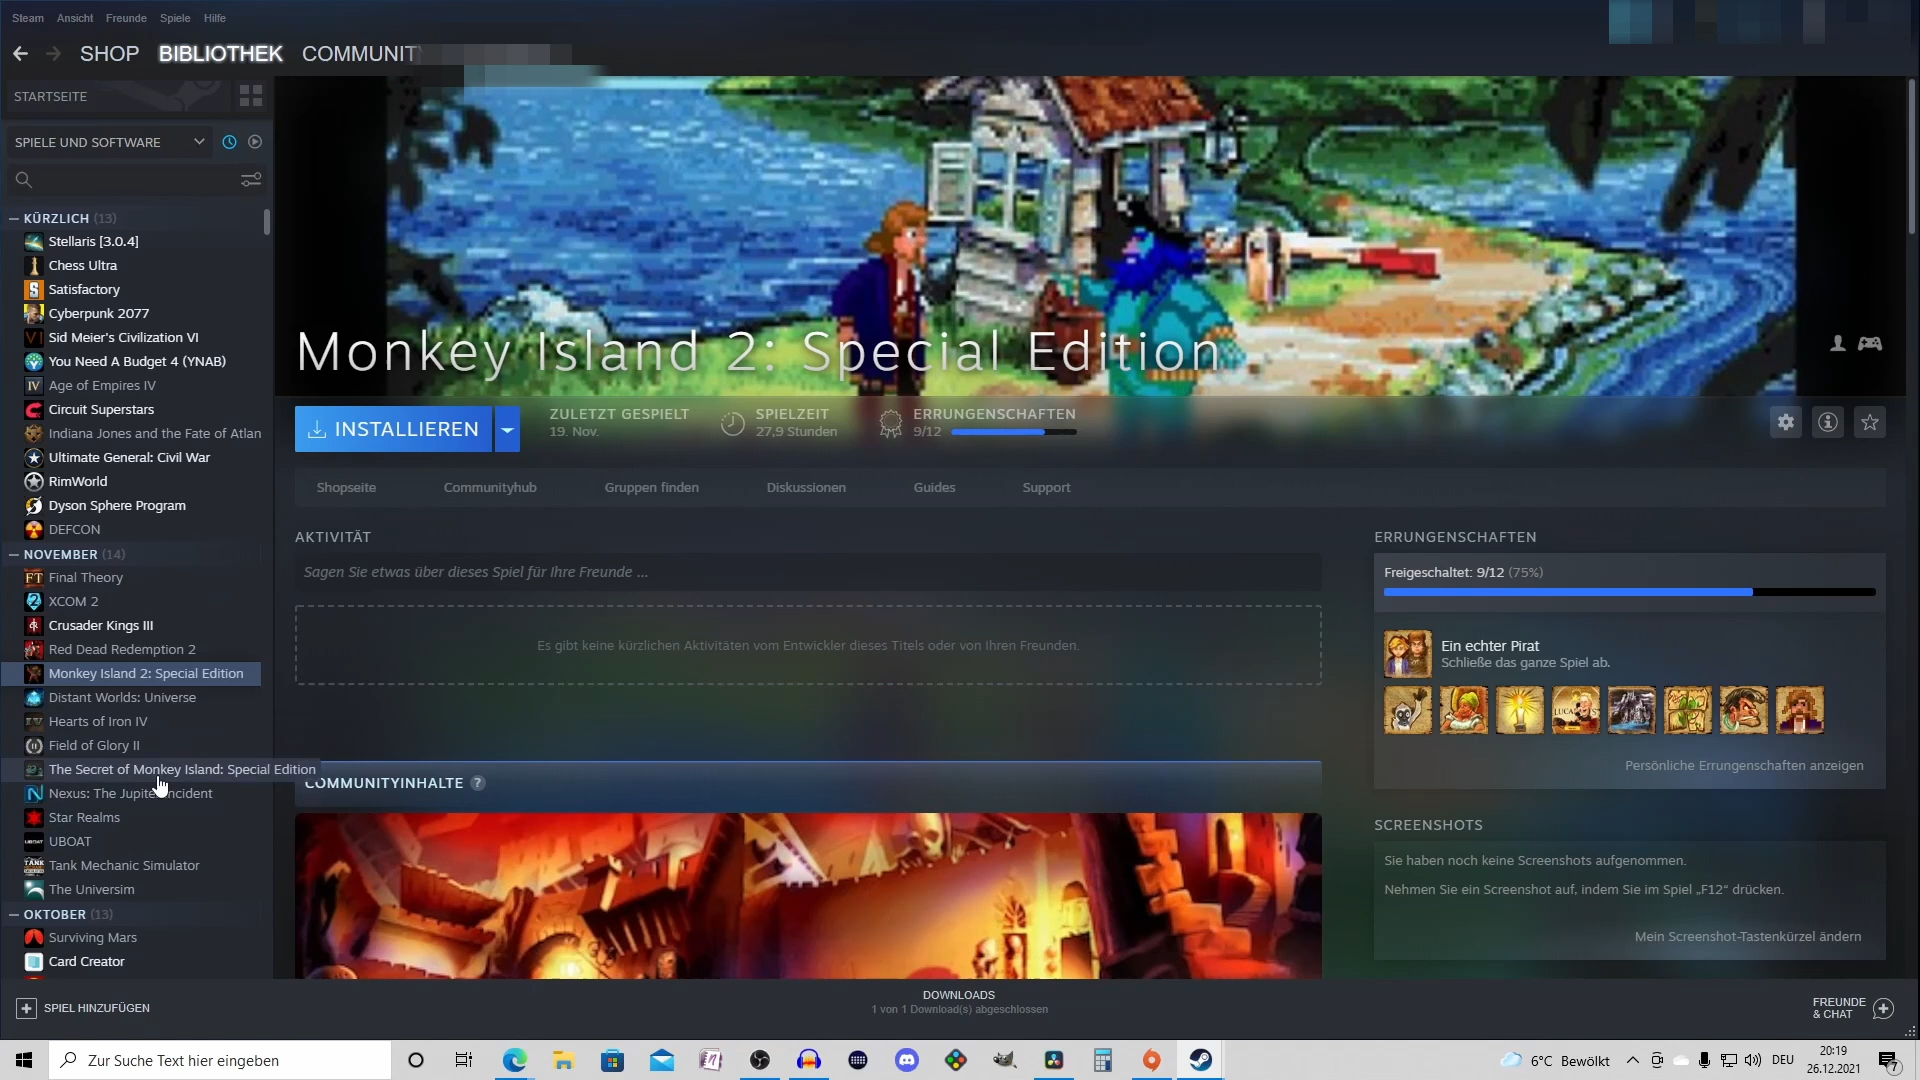 Steam Ansicht Freunde Spiele Hilfe
SHOP BIBLIOTHEK COMMUNIT
STARTSEITE
SPIELE UND SOFTWARE
— KÜRZLICH (13)
Stellaris [3.0.4]
Chess Ultra
Satisfactory
Cyberpunk 2077
Sid Meier's Civilization VI
You Need A Budget 4 (YNAB)
Age of Empires IV
Circuit Superstars
Indiana Jones and the Fate of Atlan
Ultimate General: Civil War
RimWorld
Dyson Sphere Program
DEFCON
— NOVEMBER (14)
Final Theory
XCOM 2
Crusader Kings III
Red Dead Redemption 2
Monkey Island 2: Special Edition
Distant Worlds: Universe
Hearts of Iron IV
Field of Glory II
The Secret of Monkey Island: Special Edition
Nexus: The Jupite ncident
Star Realms
UBOAT
Tank Mechanic Simulator
The Universim
— OKTOBER (13)
Surviving Mars
Card Creator
SPIEL HINZUFÜGEN
Monkey Island 2: Special Edition
INSTALLIEREN
ZULETZT GESPIELT
19. Nov.
SPIELZEIT
27,9 Stunden
ERRUNGENSCHAFTEN
9/12
Shopseite Communityhub Gruppen finden Diskussionen Guides Support
AKTIVITÄT
Sagen Sie etwas über dieses Spiel für Ihre Freunde ...
Es gibt keine kürzlichen Aktivitäten vom Entwickler dieses Titels oder von Ihren Freunden.
COMMUNITYINHALTE ?
ERRUNGENSCHAFTEN
Freigeschaltet: 9/12 (75%)
Ein echter Pirat
Schließe das ganze Spiel ab.
Persönliche Errungenschaften anzeigen
SCREENSHOTS
Sie haben noch keine Screenshots aufgenommen.
Nehmen Sie ein Screenshot auf, indem Sie im Spiel „F12“ drücken.
Mein Screenshot-Tastenkürzel ändern
DOWNLOADS
1 von 1 Download(s) abgeschlossen
FREUNDE
& CHAT
Zur Suche Text hier eingeben
6°C Bewölkt
DEU
20:19
26.12.2021
7